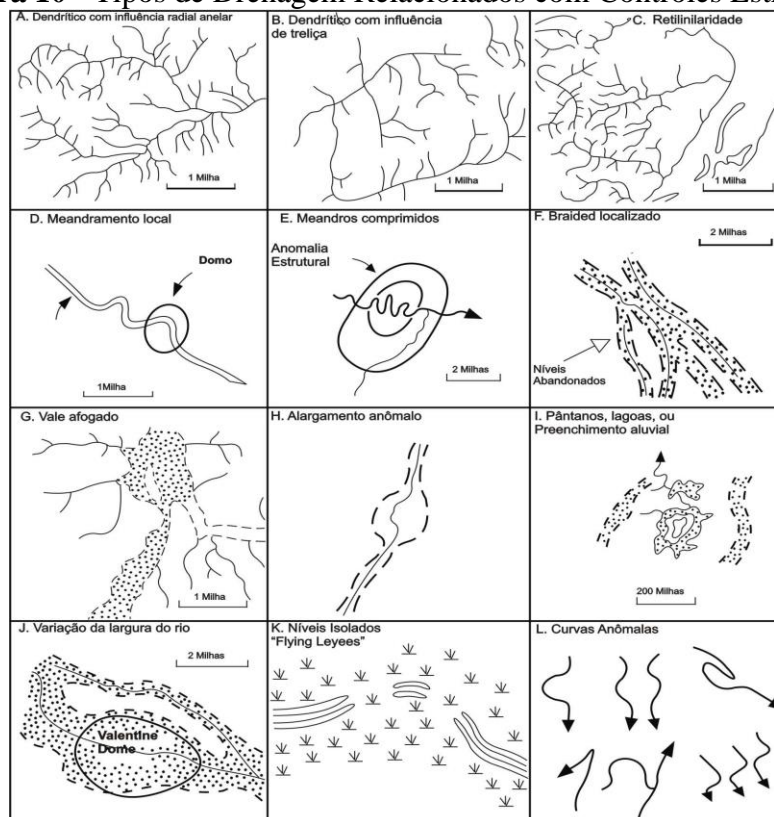 10 Tipos de Drenagem Relacionados com Controles
A. Dendrítico com influência radial anelar
1 Milha
B. Dendrítico com influência
de treliça
1 Milha
C. Retilinilaridade
1 Milha
D. Meandramento local
Domo
1Milha
E. Meandros comprimidos
Anomalia
Estrutural
2 Milhas
F. Braided localizado
2 Milhas
Níveis
Abandonados
G. Vale afogado
1 Milha
H. Alargamento anômalo
I. Pântanos, lagoas, ou
Preenchimento aluvial
200 Milhas
J. Variação da largura do rio
2 Milhas
Valentine
Dome
K. Níveis Isolados
"Flying Leyees"
L. Curvas Anômalas